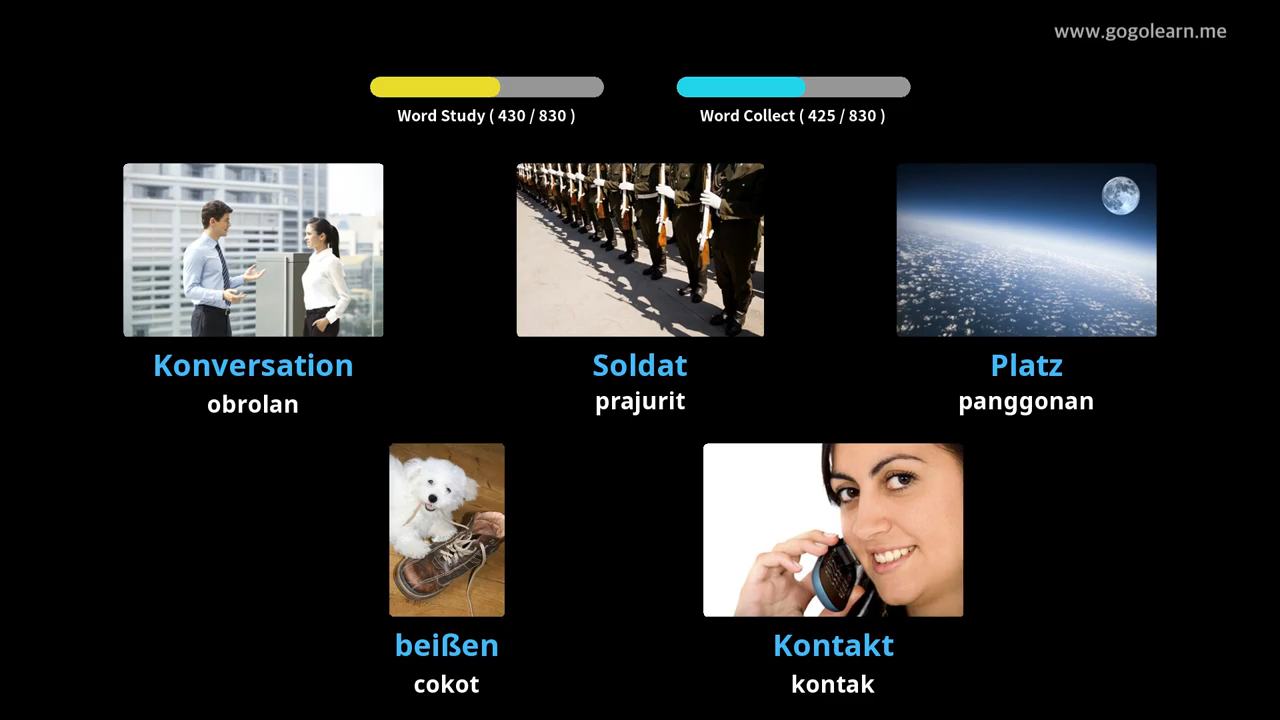 www.gogolearn.me
Word Study ( 430 / 830 )
Word Collect ( 425 / 830 )
Konversation
obrolan
Soldat
prajurit
Platz
panggonan
beißen
cokot
Kontakt
kontak